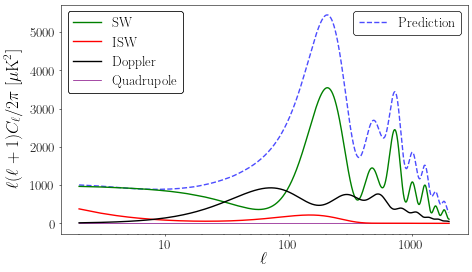 SW
ISW
Doppler
Quadrupole
Prediction
ℓ(ℓ + 1)Cℓ/2π [μK²]
5000
4000
3000
2000
1000
0
10
100
1000
ℓ